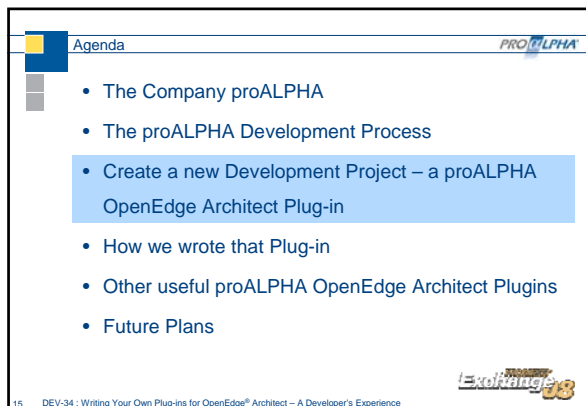 Agenda
PROALPHA
• The Company proALPHA
• The proALPHA Development Process
• Create a new Development Project – a proALPHA
OpenEdge Architect Plug-in
• How we wrote that Plug-in
• Other useful proALPHA OpenEdge Architect Plugins
• Future Plans
PROGRESS
Exchange 08
15 DEV-34 : Writing Your Own Plug-ins for OpenEdge® Architect – A Developer's Experience